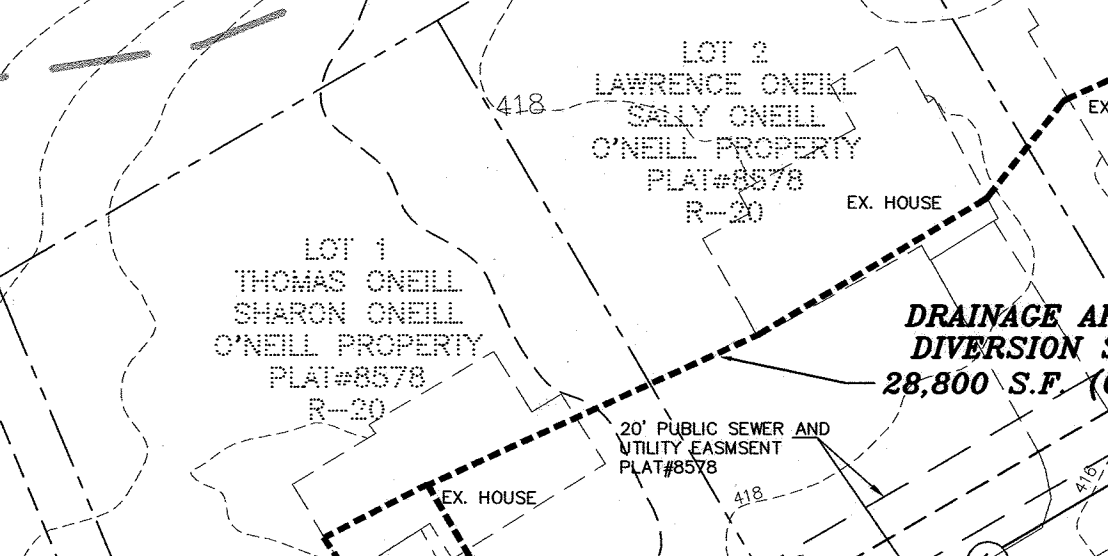 LOT 2
LAWRENCE ONEILL
SALLY ONEILL
O'NEILL PROPERTY
PLAT#8578
R-20
418
EX
EX. HOUSE
LOT 1
THOMAS ONEILL
SHARON ONEILL
O'NEILL PROPERTY
PLAT#8578
R-20
DRAINAGE
DIVERSION
28,800 S.F. (
20' PUBLIC SEWER AND
UTILITY EASMSENT
PLAT#8578
EX. HOUSE
418
416